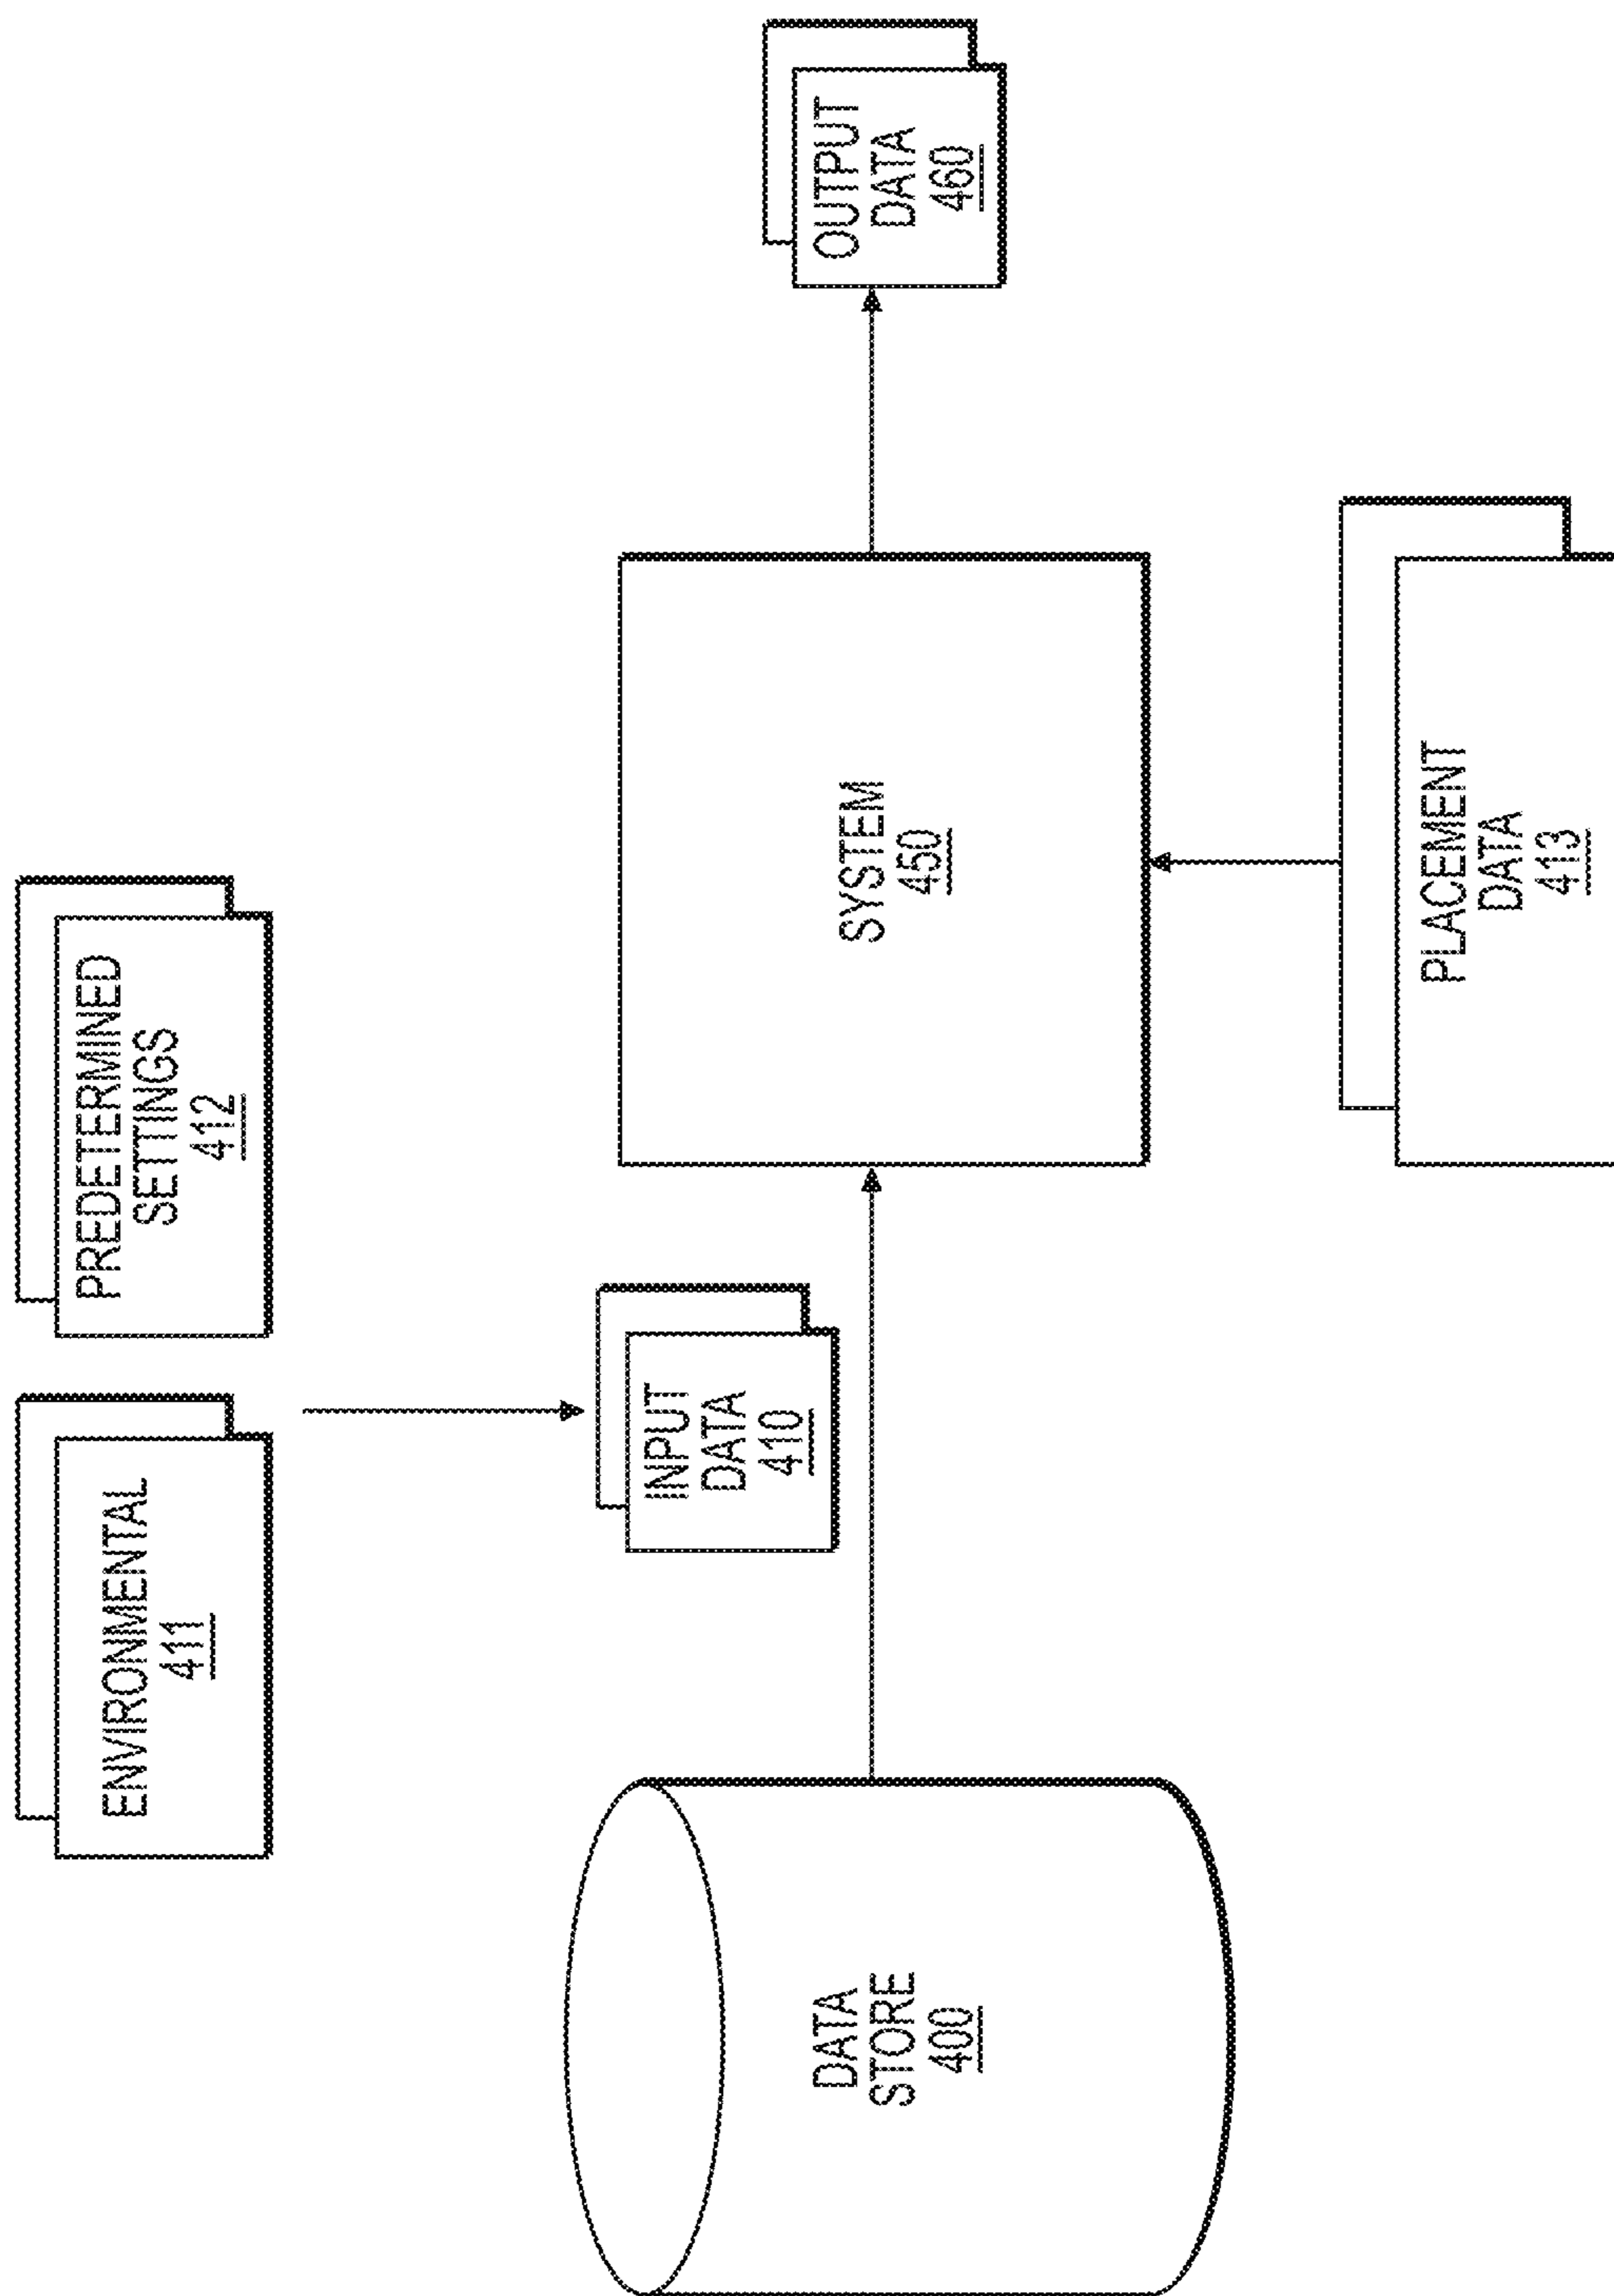 ENVIRONMENTAL
411
PREDETERMINED
SETTINGS
412
INPUT
DATA
410
DATA
STORE
400
SYSTEM
450
OUTPUT
DATA
460
PLACEMENT
DATA
413